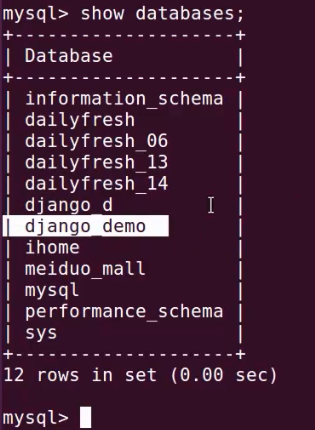 mysql> show databases;
+--------------------+
| Database           |
+--------------------+
| information_schema |
| dailyfresh         |
| dailyfresh_06      |
| dailyfresh_13      |
| dailyfresh_14      |
| django_d           |
| django_demo        |
| ihome              |
| meiduo_mall        |
| mysql              |
| performance_schema |
| sys                |
+--------------------+
12 rows in set (0.00 sec)
mysql>